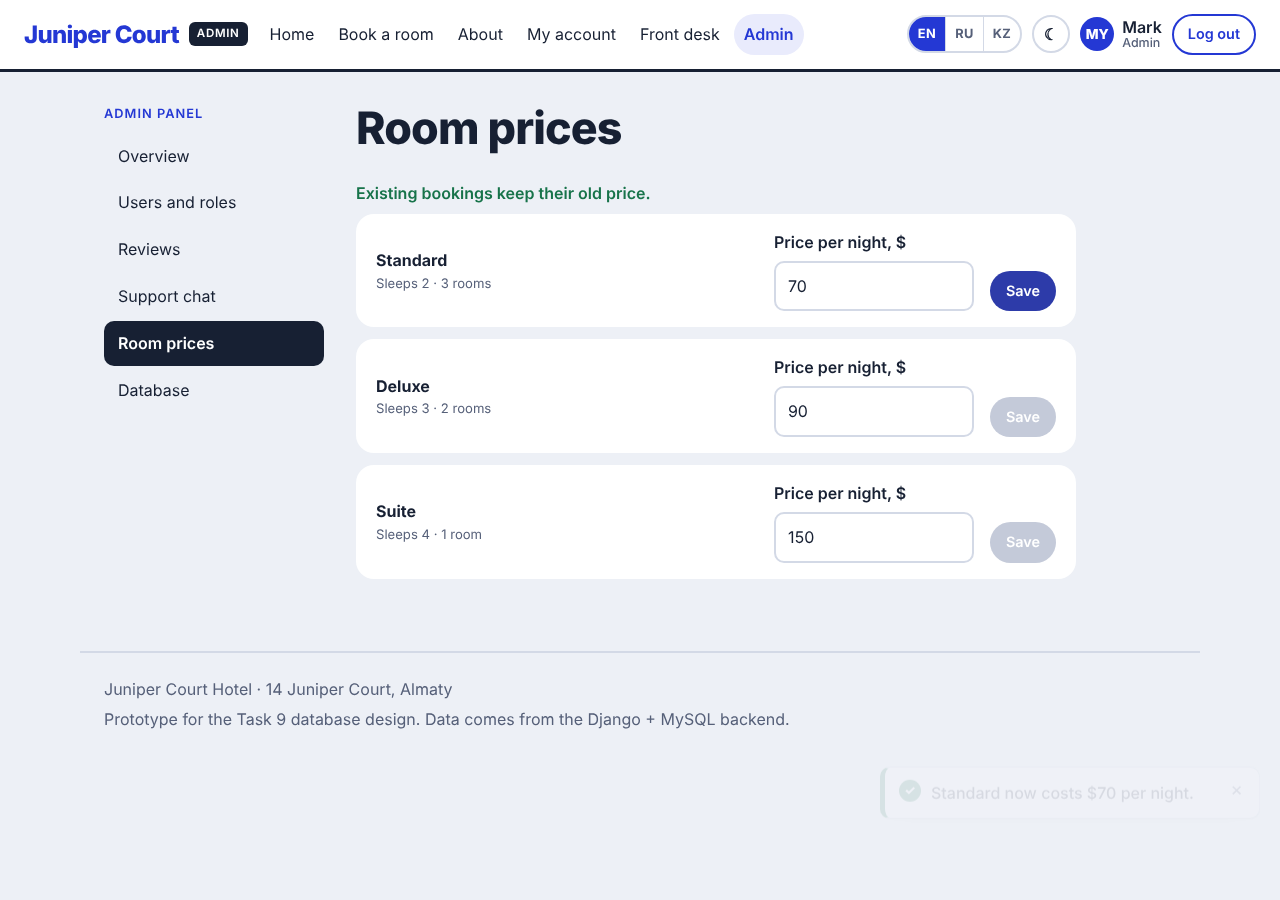 Juniper Court
ADMIN
Home
Book a room
About
My account
Front desk
Admin
EN
RU
KZ
MY
Mark
Admin
Log out
ADMIN PANEL
Overview
Users and roles
Reviews
Support chat
Room prices
Database
Room prices
Existing bookings keep their old price.
Standard
Sleeps 2 · 3 rooms
Price per night, $
70
Save
Deluxe
Sleeps 3 · 2 rooms
Price per night, $
90
Save
Suite
Sleeps 4 · 1 room
Price per night, $
150
Save
Juniper Court Hotel · 14 Juniper Court, Almaty
Prototype for the Task 9 database design. Data comes from the Django + MySQL backend.
Standard now costs $70 per night.